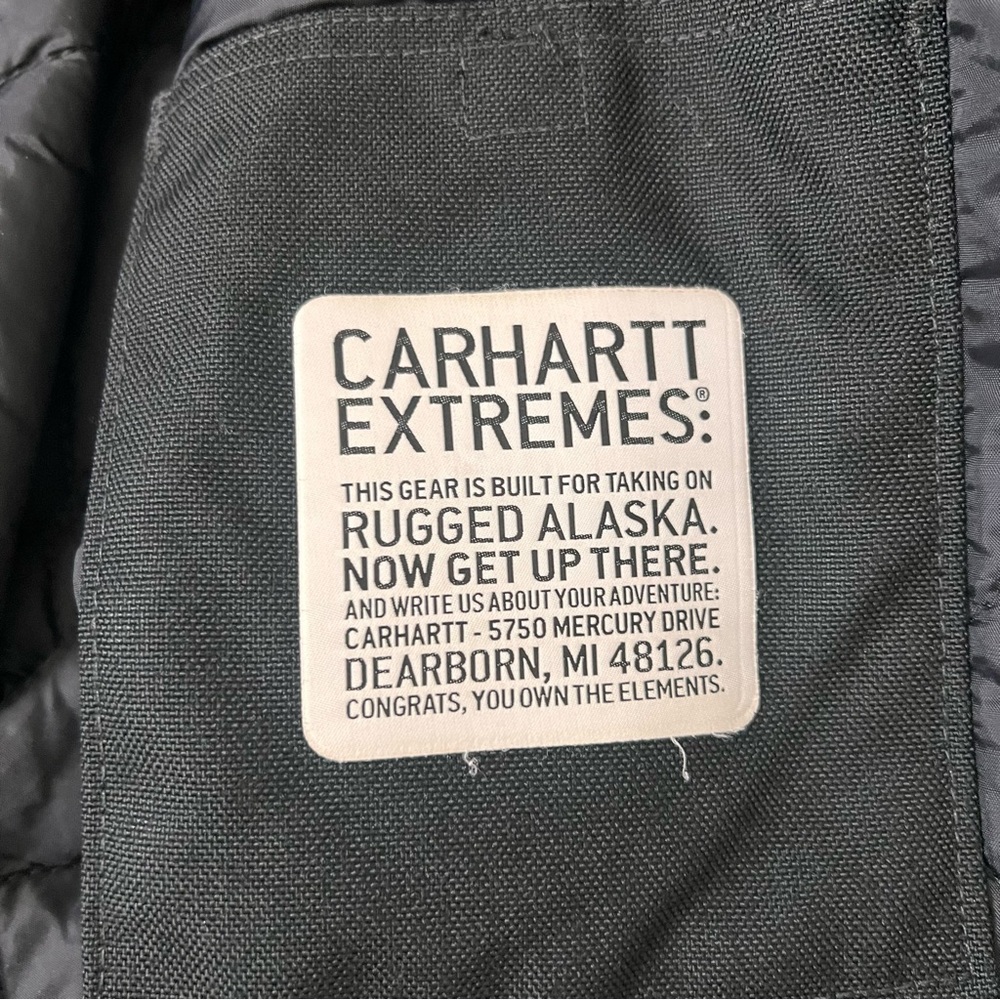 CARHARTT
EXTREMES®:
THIS GEAR IS BUILT FOR TAKING ON
RUGGED ALASKA.
NOW GET UP THERE.
AND WRITE US ABOUT YOUR ADVENTURE:
CARHARTT - 5750 MERCURY DRIVE
DEARBORN, MI 48126.
CONGRATS, YOU OWN THE ELEMENTS.